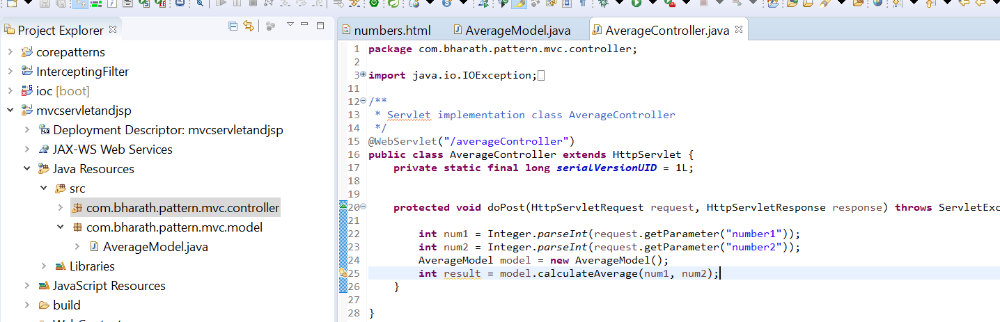 Project Explorer
corepatterns
InterceptingFilter
ioc [boot]
mvcservletandjsp
Deployment Descriptor: mvcservletandjsp
JAX-WS Web Services
Java Resources
src
com.bharath.pattern.mvc.controller
com.bharath.pattern.mvc.model
AverageModel.java
Libraries
JavaScript Resources
build
numbers.html AverageModel.java AverageController.java
1 package com.bharath.pattern.mvc.controller;
2
3 import java.io.IOException;
11
12 /**
13 * Servlet implementation class AverageController
14 */
15 @WebServlet("/averageController")
16 public class AverageController extends HttpServlet {
17 private static final long serialVersionUID = 1L;
18
19
20 protected void doPost(HttpServletRequest request, HttpServletResponse response) throws ServletExc
21
22 int num1 = Integer.parseInt(request.getParameter("number1"));
23 int num2 = Integer.parseInt(request.getParameter("number2"));
24 AverageModel model = new AverageModel();
25 int result = model.calculateAverage(num1, num2);
26 }
27
28 }